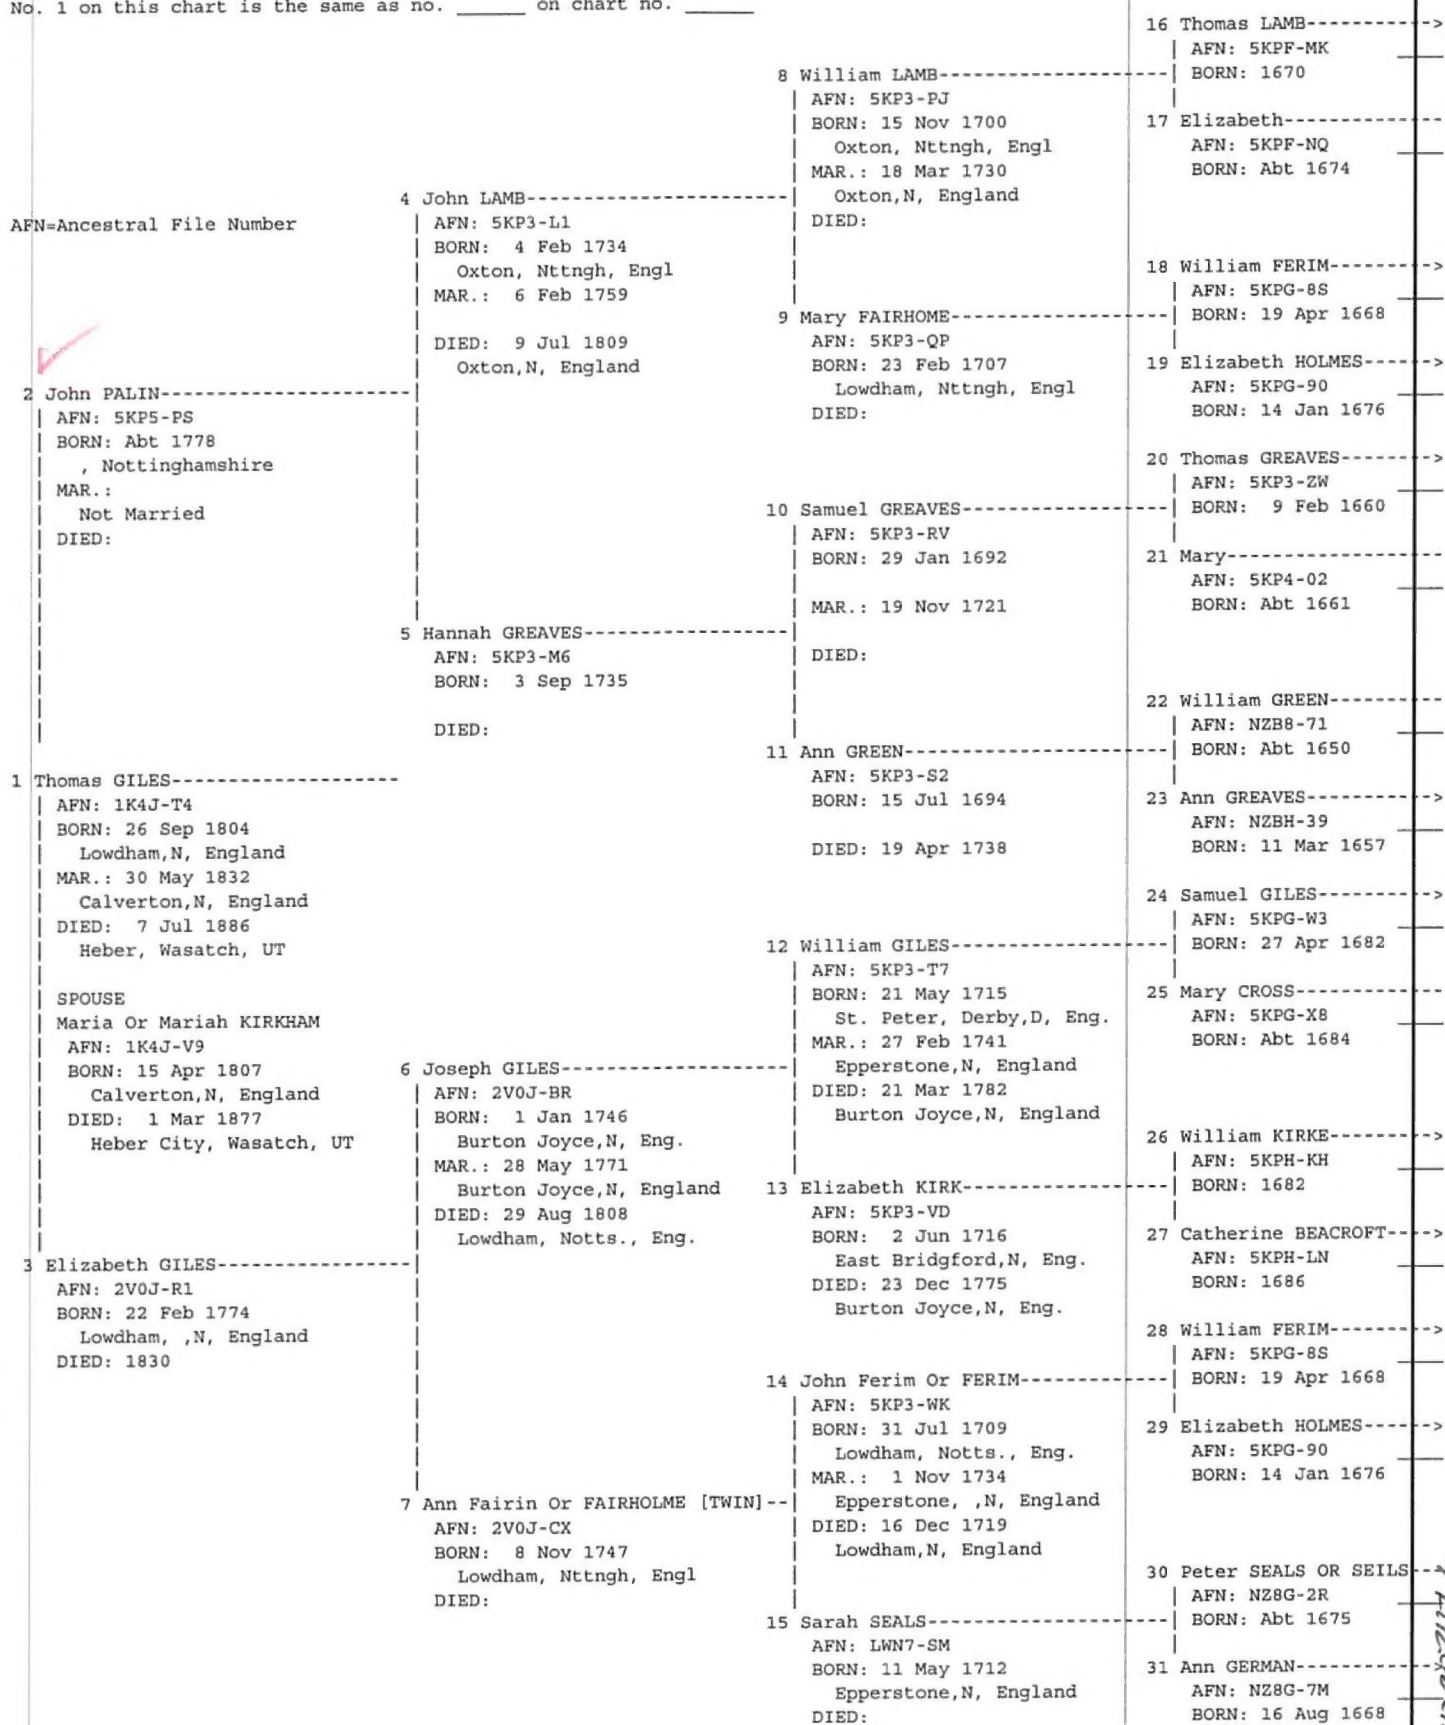 No. 1 on this chart is the same as no. ______ on chart no. ______
AFN=Ancestral File Number
2 John PALIN
AFN: 5KP5-PS
BORN: Abt 1778
, Nottinghamshire
MAR.:
Not Married
DIED:
1 Thomas GILES
AFN: 1K4J-T4
BORN: 26 Sep 1804
Lowdham,N, England
MAR.: 30 May 1832
Calverton,N, England
DIED: 7 Jul 1886
Heber, Wasatch, UT
SPOUSE
Maria Or Mariah KIRKHAM
AFN: 1K4J-V9
BORN: 15 Apr 1807
Calverton,N, England
DIED: 1 Mar 1877
Heber City, Wasatch, UT
3 Elizabeth GILES
AFN: 2V0J-R1
BORN: 22 Feb 1774
Lowdham, ,N, England
DIED: 1830
4 John LAMB
AFN: 5KP3-L1
BORN: 4 Feb 1734
Oxton, Nttngh, Engl
MAR.: 6 Feb 1759
DIED: 9 Jul 1809
Oxton,N, England
5 Hannah GREAVES
AFN: 5KP3-M6
BORN: 3 Sep 1735
DIED:
6 Joseph GILES
AFN: 2V0J-BR
BORN: 1 Jan 1746
Burton Joyce,N, Eng.
MAR.: 28 May 1771
Burton Joyce,N, England
DIED: 29 Aug 1808
Lowdham, Notts., Eng.
7 Ann Fairin Or FAIRHOLME [TWIN]
AFN: 2V0J-CX
BORN: 8 Nov 1747
Lowdham, Nttngh, Engl
DIED:
8 William LAMB
AFN: 5KP3-PJ
BORN: 15 Nov 1700
Oxton, Nttngh, Engl
MAR.: 18 Mar 1730
Oxton,N, England
DIED:
9 Mary FAIRHOME
AFN: 5KP3-QP
BORN: 23 Feb 1707
Lowdham, Nttngh, Engl
DIED:
10 Samuel GREAVES
AFN: 5KP3-RV
BORN: 29 Jan 1692
MAR.: 19 Nov 1721
DIED:
11 Ann GREEN
AFN: 5KP3-S2
BORN: 15 Jul 1694
DIED: 19 Apr 1738
12 William GILES
AFN: 5KP3-T7
BORN: 21 May 1715
St. Peter, Derby,D, Eng.
MAR.: 27 Feb 1741
Epperstone,N, England
DIED: 21 Mar 1782
Burton Joyce,N, England
13 Elizabeth KIRK
AFN: 5KP3-VD
BORN: 2 Jun 1716
East Bridgford,N, Eng.
DIED: 23 Dec 1775
Burton Joyce,N, Eng.
14 John Ferim Or FERIM
AFN: 5KP3-WK
BORN: 31 Jul 1709
Lowdham, Notts., Eng.
MAR.: 1 Nov 1734
Epperstone, ,N, England
DIED: 16 Dec 1719
Lowdham,N, England
15 Sarah SEALS
AFN: LWN7-SM
BORN: 11 May 1712
Epperstone,N, England
DIED:
16 Thomas LAMB
AFN: 5KPF-MK
BORN: 1670
17 Elizabeth
AFN: 5KPF-NQ
BORN: Abt 1674
18 William FERIM
AFN: 5KPG-8S
BORN: 19 Apr 1668
19 Elizabeth HOLMES
AFN: 5KPG-90
BORN: 14 Jan 1676
20 Thomas GREAVES
AFN: 5KP3-ZW
BORN: 9 Feb 1660
21 Mary
AFN: 5KP4-02
BORN: Abt 1661
22 William GREEN
AFN: NZB8-71
BORN: Abt 1650
23 Ann GREAVES
AFN: NZBH-39
BORN: 11 Mar 1657
24 Samuel GILES
AFN: 5KPG-W3
BORN: 27 Apr 1682
25 Mary CROSS
AFN: 5KPG-X8
BORN: Abt 1684
26 William KIRKE
AFN: 5KPH-KH
BORN: 1682
27 Catherine BEACROFT
AFN: 5KPH-LN
BORN: 1686
28 William FERIM
AFN: 5KPG-8S
BORN: 19 Apr 1668
29 Elizabeth HOLMES
AFN: 5KPG-90
BORN: 14 Jan 1676
30 Peter SEALS OR SEILS
AFN: NZ8G-2R
BORN: Abt 1675
31 Ann GERMAN
AFN: NZ8G-7M
BORN: 16 Aug 1668